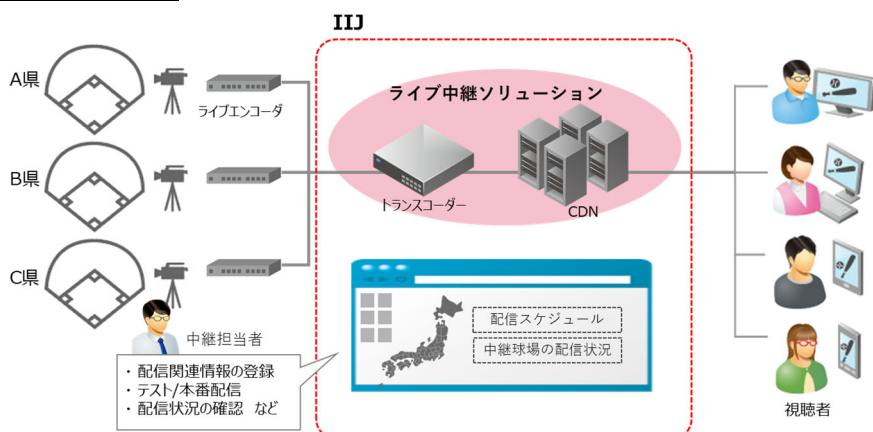 IIJ
A県
ライブエンコーダ
B県
C県
中継担当者
・ 配信関連情報の登録
・ テスト/本番配信
・ 配信状況の確認 など
ライブ中継ソリューション
トランスコーダー
CDN
配信スケジュール
中継球場の配信状況
視聴者